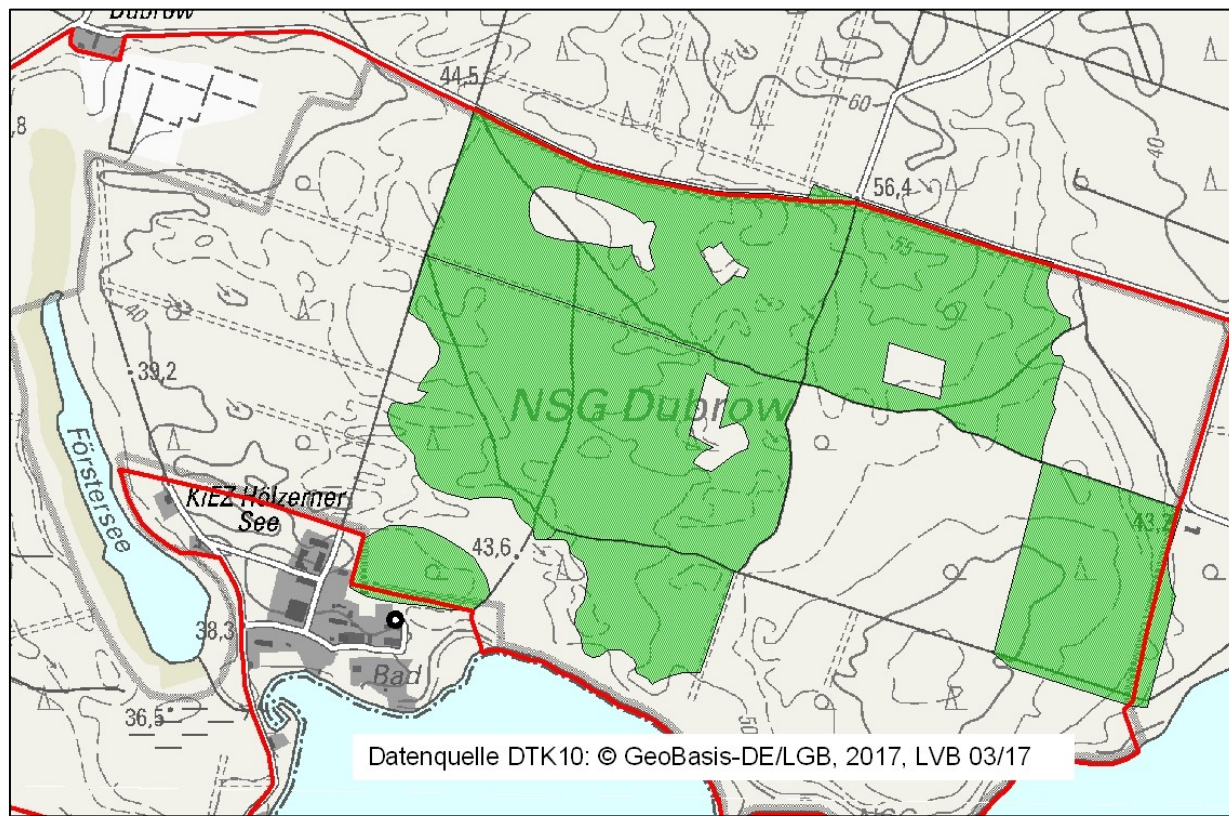 Dubrow
44,5
60
,8
40
56,4
55
40
39,2
NSG Dubrow
Förstersee
KiEZ Hölzerner
See
43,2
43,6
38,3
Bad
36,5
50
Datenquelle DTK10: © GeoBasis-DE/LGB, 2017, LVB 03/17
NSG